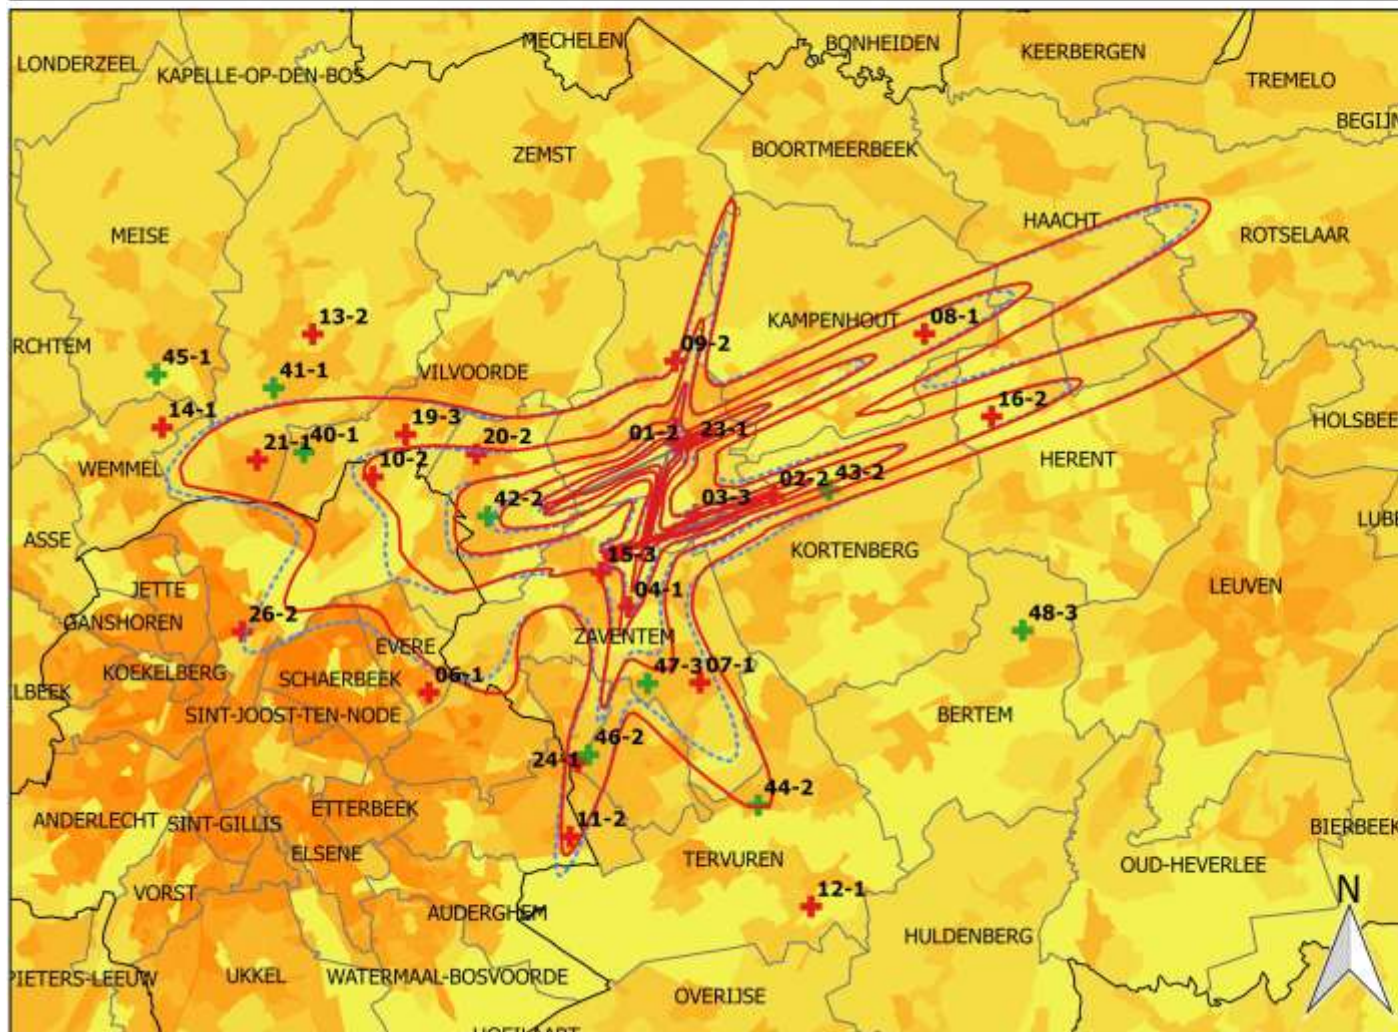 MECHELEN
BONHEIDEN
KEERBERGEN
LONDERZEEL
KAPELLE-OP-DEN-BOS
TREMELO
BEGIJN
ZEMST
BOORTMEERBEEK
MEISE
HAACHT
ROTSELAAR
13-2
KAMPENHOUT
08-1
RCHTEM
45-1
09-2
41-1
VILVOORDE
14-1
19-3
16-2
HOLSBEE
21-1
40-1
20-2
01-2
23-1
WEMMEL
10-2
HERENT
42-2
03-3
02-2
43-2
ASSE
KORTENBERG
LUBB
15-3
JETTE
LEUVEN
GANSHOREN
26-2
04-1
48-3
EVERE
ZAVENTEM
KOEKELBERG
SCHAERBEEK
06-1
47-3
07-1
LBEEK
SINT-JOOST-TEN-NODE
BERTEM
46-2
24-1
44-2
ETTERBEEK
ANDERLECHT
SINT-GILLIS
11-2
BIERBEEK
ELSENE
TERVUREN
OUD-HEVERLEE
VORST
12-1
N
AUDERGHEM
HULDENBERG
PIETERS-LEEUW
UKKEL
WATERMAAL-BOSVOORDE
OVERIJSE